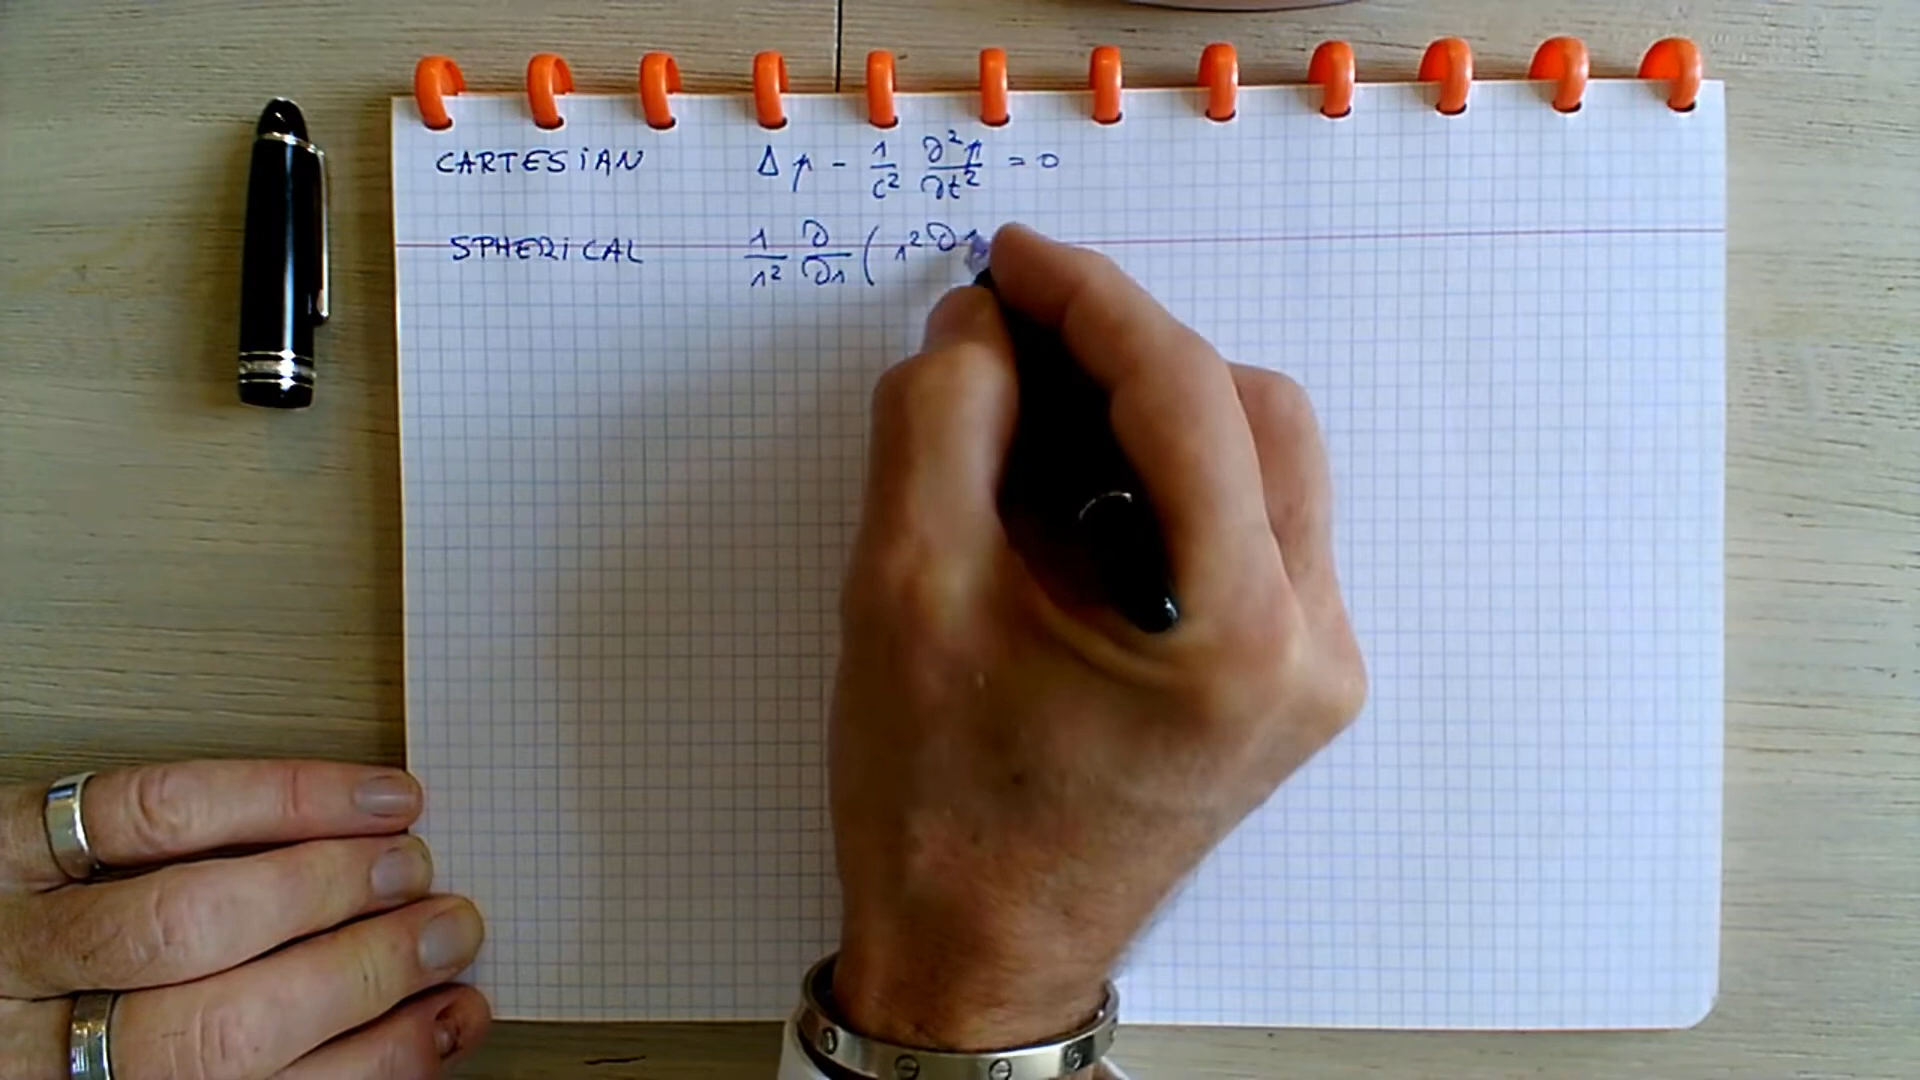 CARTESIAN Δp - 1/c² ∂²p/∂t² = 0
SPHERICAL 1/r² ∂/∂r ( r² ∂